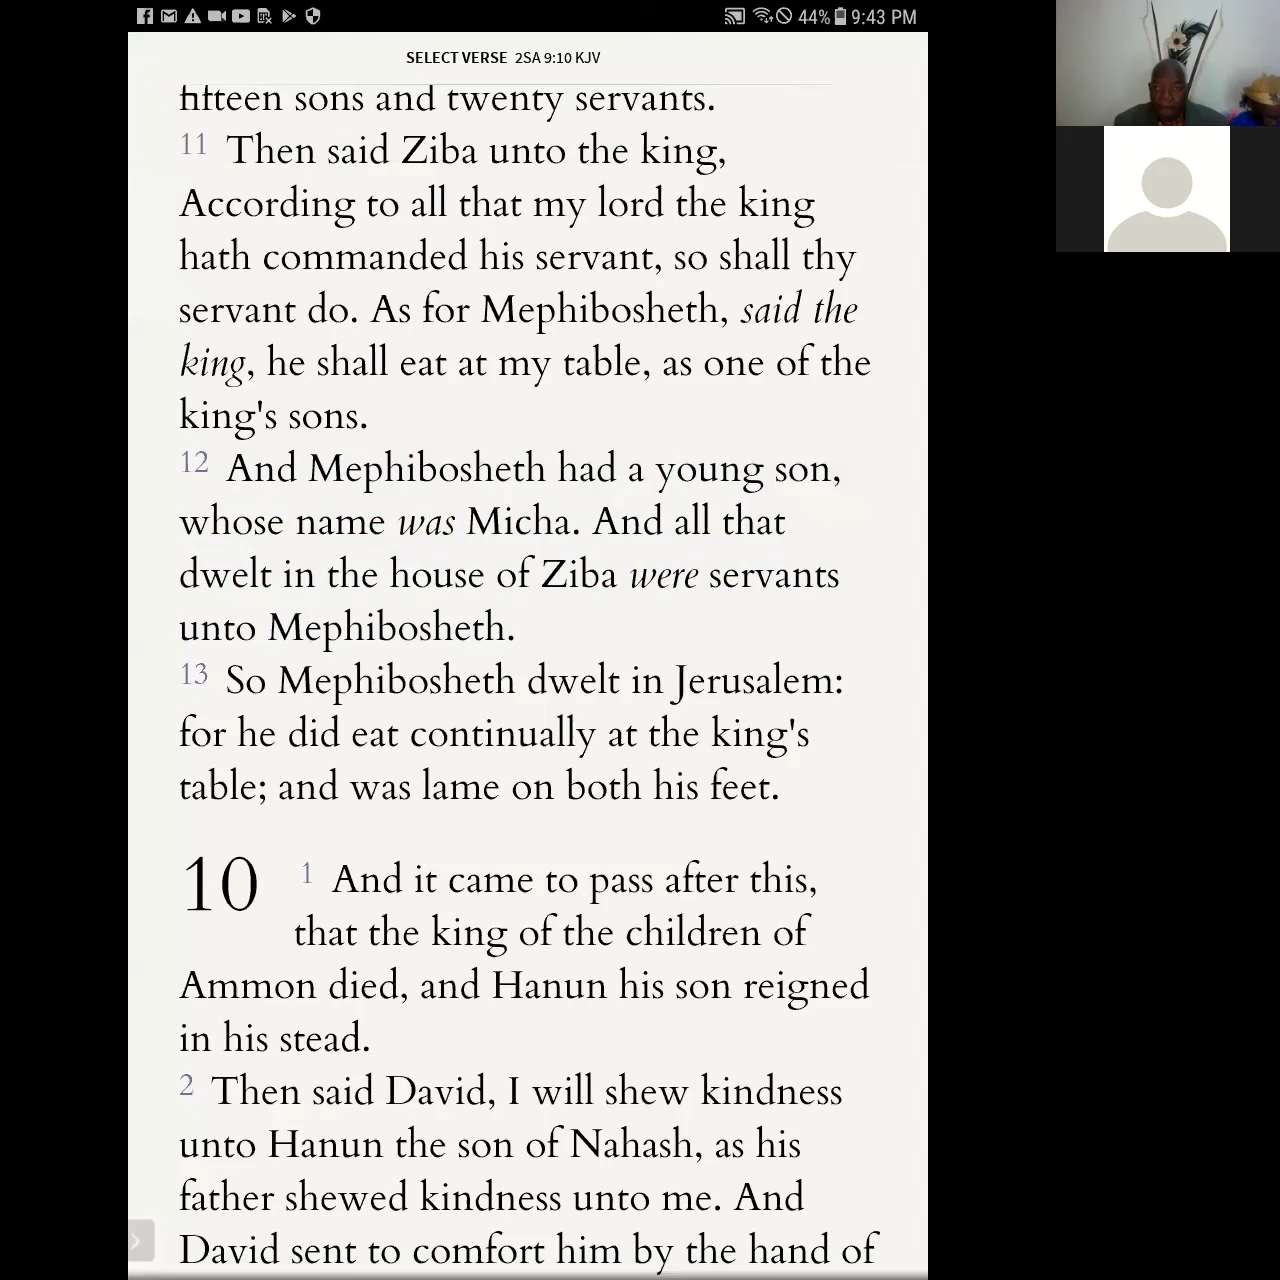 44% 9:43 PM
SELECT VERSE 2SA 9:10 KJV
fifteen sons and twenty servants.
11 Then said Ziba unto the king,
According to all that my lord the king
hath commanded his servant, so shall thy
servant do. As for Mephibosheth, said the
king, he shall eat at my table, as one of the
king's sons.
12 And Mephibosheth had a young son,
whose name was Micha. And all that
dwelt in the house of Ziba were servants
unto Mephibosheth.
13 So Mephibosheth dwelt in Jerusalem:
for he did eat continually at the king's
table; and was lame on both his feet.
10 1 And it came to pass after this,
that the king of the children of
Ammon died, and Hanun his son reigned
in his stead.
2 Then said David, I will shew kindness
unto Hanun the son of Nahash, as his
father shewed kindness unto me. And
David sent to comfort him by the hand of